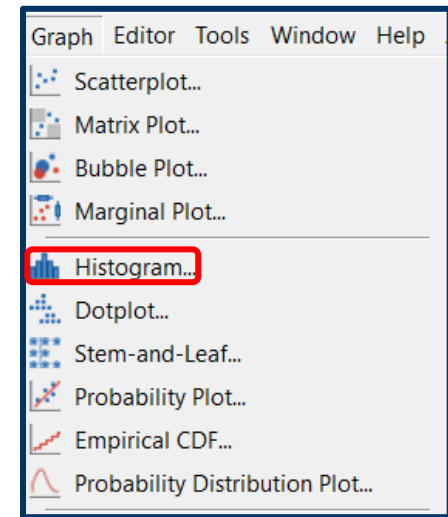 Graph Editor Tools Window Help
Scatterplot...
Matrix Plot...
Bubble Plot...
Marginal Plot...
Histogram...
Dotplot...
Stem-and-Leaf...
Probability Plot...
Empirical CDF...
Probability Distribution Plot...